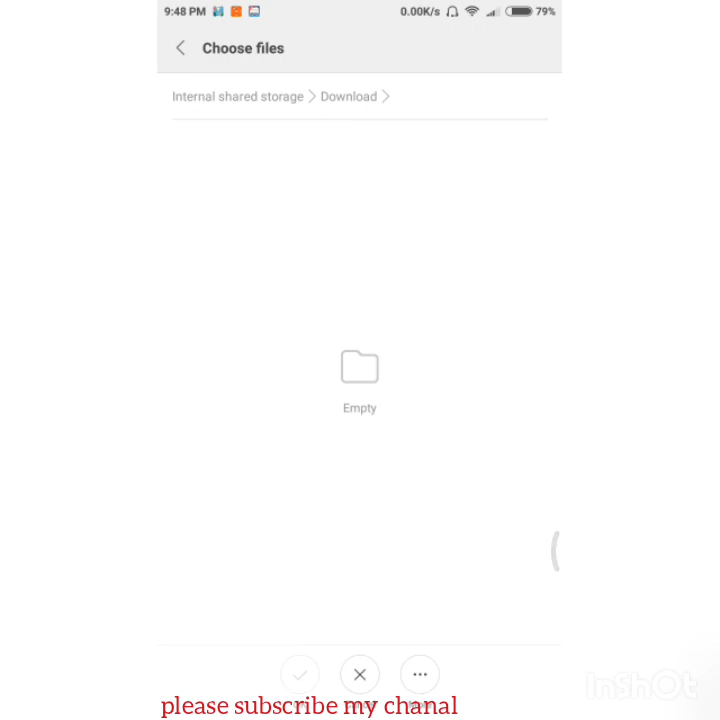 9:48 PM 0.00K/s 79%
Choose files
Internal shared storage > Download >
Empty
InShOt
please subscribe my chanal